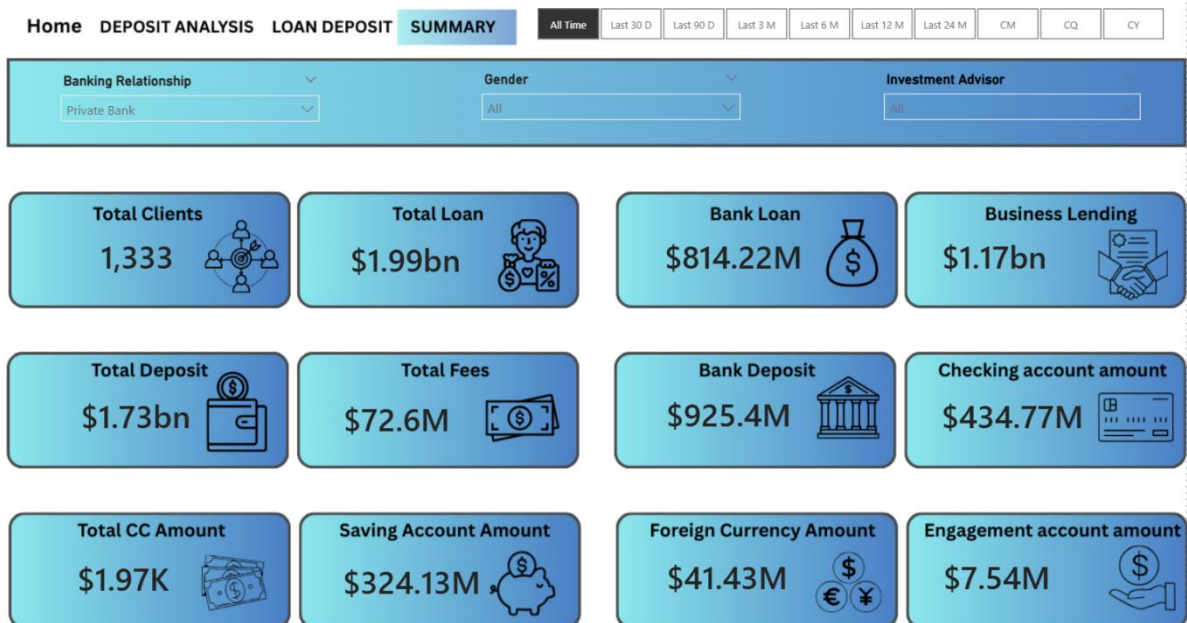 Home DEPOSIT ANALYSIS LOAN DEPOSIT SUMMARY All Time Last 30 D Last 90 D Last 3 M Last 6 M Last 12 M Last 24 M CM CQ CY
Banking Relationship Gender Investment Advisor
Private Bank All All
Total Clients
1,333
Total Loan
$1.99bn
%
Bank Loan
$814.22M
Business Lending
$1.17bn
Total Deposit
$1.73bn
Total Fees
$72.6M
Bank Deposit
$925.4M
Checking account amount
$434.77M
Total CC Amount
$1.97K
Saving Account Amount
$324.13M
Foreign Currency Amount
$41.43M
$
€ ¥
Engagement account amount
$7.54M
$